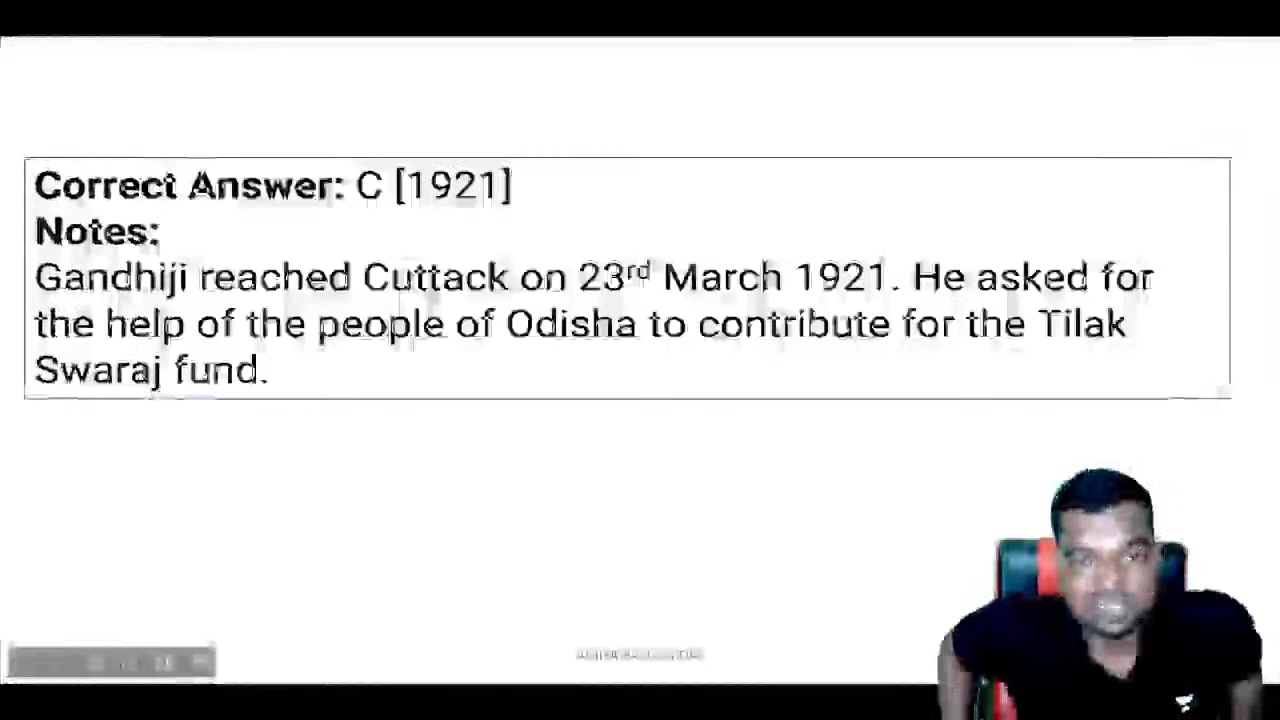 Correct Answer: C [1921]
Notes:
Gandhiji reached Cuttack on 23rd March 1921. He asked for
the help of the people of Odisha to contribute for the Tilak
Swaraj fund.